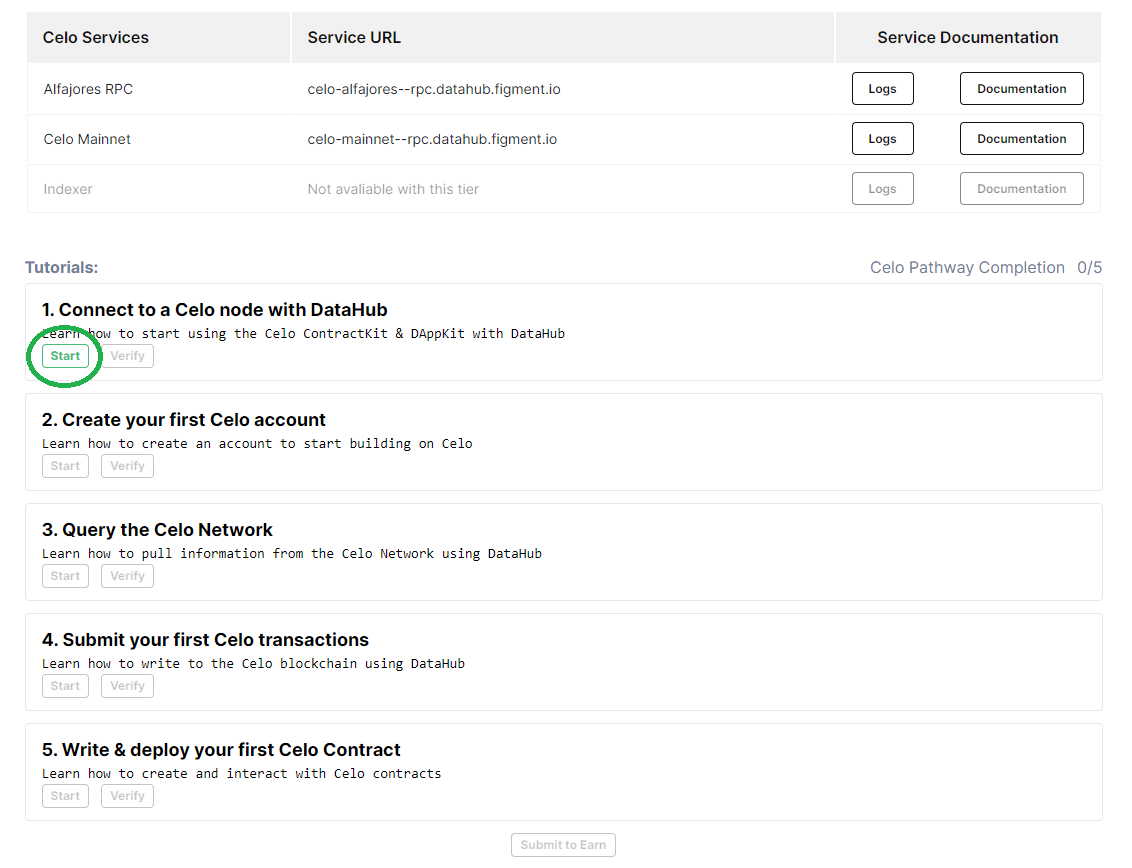 Celo Services Service URL Service Documentation
Alfajores RPC celo-alfajores--rpc.datahub.figment.io Logs Documentation
Celo Mainnet celo-mainnet--rpc.datahub.figment.io Logs Documentation
Indexer Not avaliable with this tier Logs Documentation
Tutorials: Celo Pathway Completion 0/5
1. Connect to a Celo node with DataHub
Learn how to start using the Celo ContractKit & DAppKit with DataHub
Start Verify
2. Create your first Celo account
Learn how to create an account to start building on Celo
Start Verify
3. Query the Celo Network
Learn how to pull information from the Celo Network using DataHub
Start Verify
4. Submit your first Celo transactions
Learn how to write to the Celo blockchain using DataHub
Start Verify
5. Write & deploy your first Celo Contract
Learn how to create and interact with Celo contracts
Start Verify
Submit to Earn